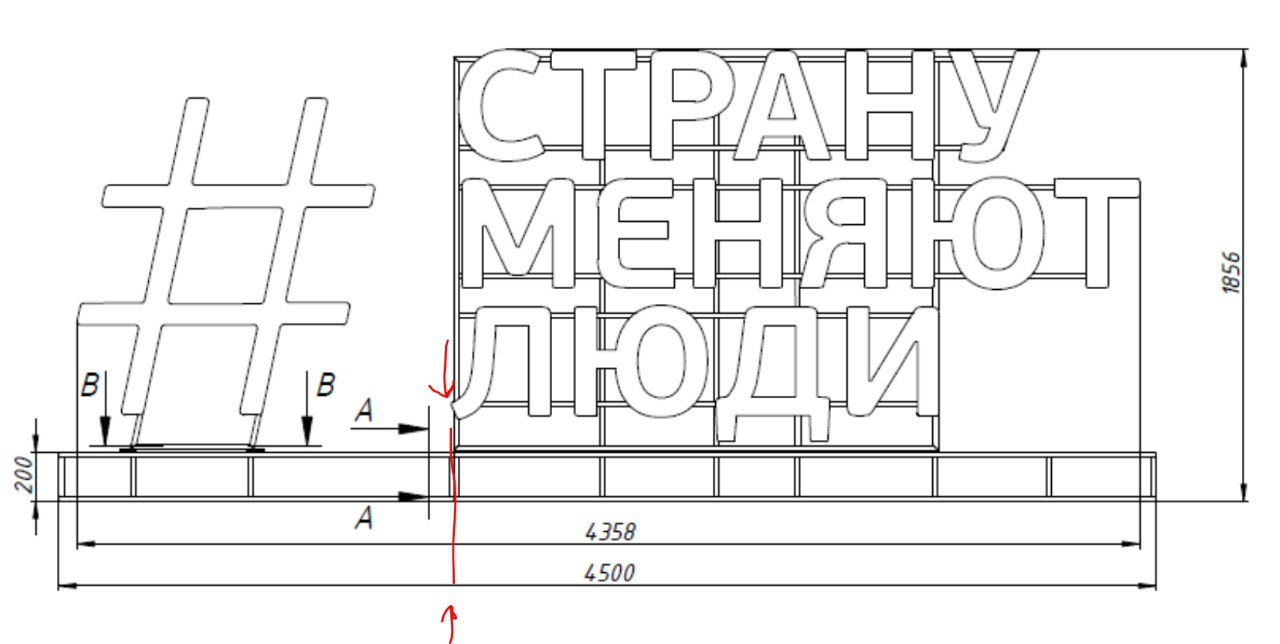 #
СТРАНУ
МЕНЯЮТ
ЛЮДИ
1856
B B
A
200
A
4358
4500